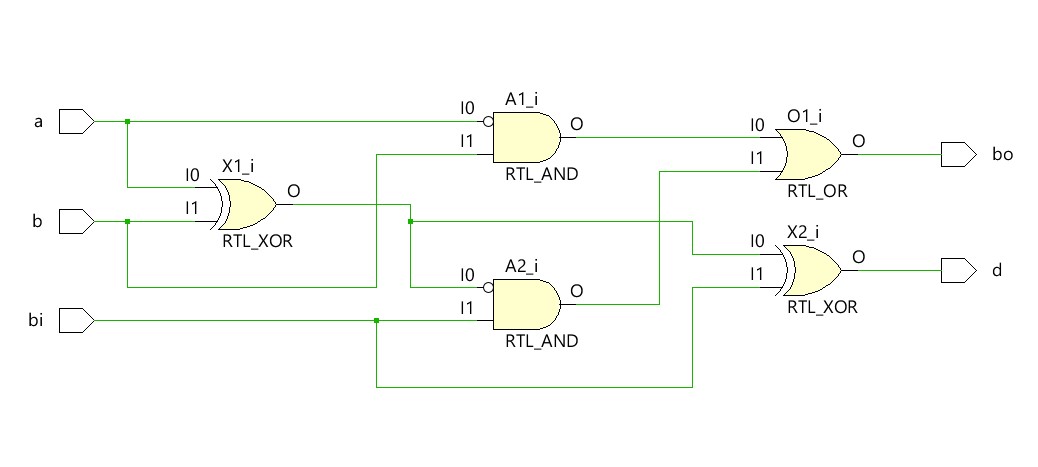 A1_i
I0
O
a
I1
RTL_AND
O1_i
I0
O
I1
bo
RTL_OR
X1_i
I0
O
I1
b
RTL_XOR
A2_i
I0
O
I1
bi
RTL_AND
X2_i
I0
O
I1
d
RTL_XOR